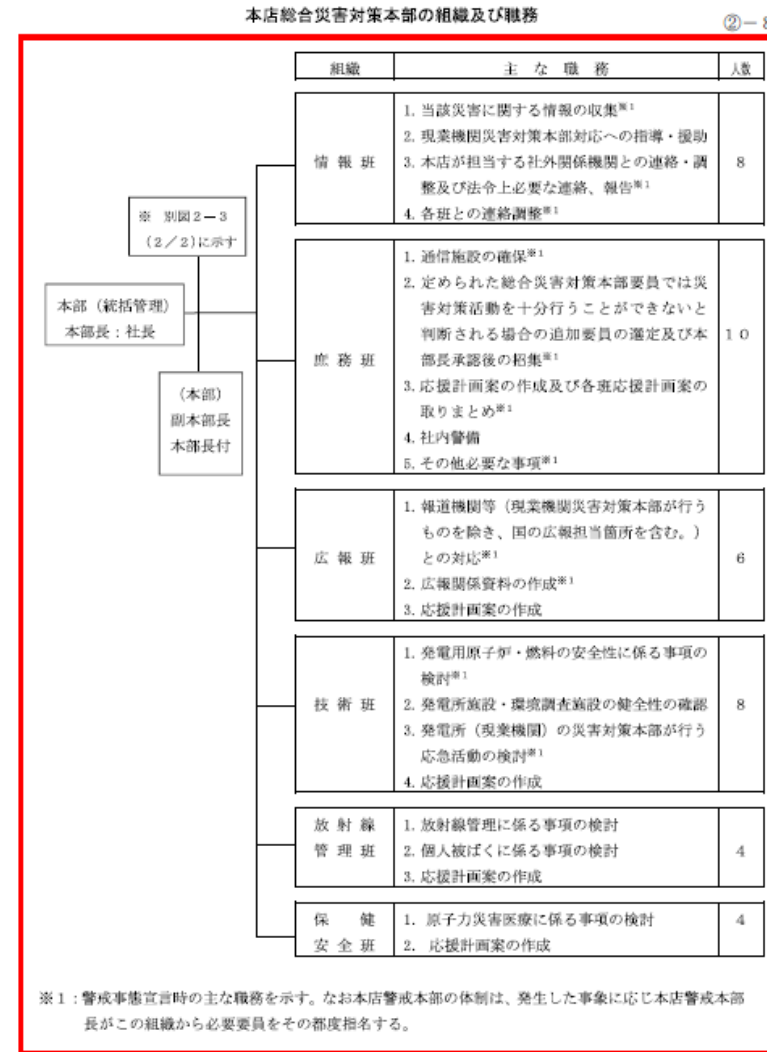 本店総合災害対策本部の組織及び職務
②－8
組織
主な職務
人数
※ 別図２－３
（２／２）に示す
本部（統括管理）
本部長：社長
（本部）
副本部長
本部長付
情報班
1. 当該災害に関する情報の収集※1
2. 現業機関災害対策本部対応への指導・援助
3. 本店が担当する社外関係機関との連絡・調
整及び法令上必要な連絡、報告※1
4. 各班との連絡調整※1
8
庶務班
1. 通信施設の確保※1
2. 定められた総合災害対策本部要員では災
害対策活動を十分行うことができないと
判断される場合の追加要員の選定及び本
部長承認後の招集※1
3. 応援計画案の作成及び各班応援計画案の
取りまとめ※1
4. 社内警備
5. その他必要な事項※1
１０
広報班
1. 報道機関等（現業機関災害対策本部が行う
ものを除き、国の広報担当箇所を含む。）
との対応※1
2. 広報関係資料の作成※1
3. 応援計画案の作成
6
技術班
1. 発電用原子炉・燃料の安全性に係る事項の
検討※1
2. 発電所施設・環境調査施設の健全性の確認
3. 発電所（現業機関）の災害対策本部が行う
応急活動の検討※1
4. 応援計画案の作成
8
放射線
管理班
1. 放射線管理に係る事項の検討
2. 個人被ばくに係る事項の検討
3. 応援計画案の作成
4
保健
安全班
1. 原子力災害医療に係る事項の検討
2. 応援計画案の作成
4
※１：警戒事態宣言時の主な職務を示す。なお本店警戒本部の体制は、発生した事象に応じ本店警戒本部
長がこの組織から必要要員をその都度指名する。